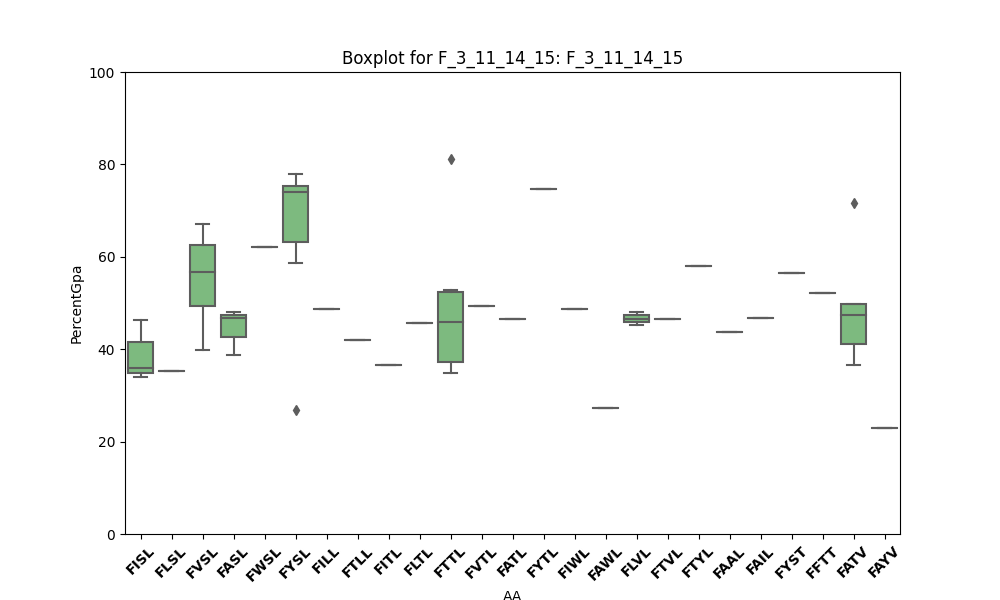 Boxplot for F_3_11_14_15: F_3_11_14_15
100
80
60
40
20
0
PercentGpa
FISL FLSL FVSL FASL FWSL FYSL FILL FTLL FITL FLTL FTTL FVTL FATL FYTL FIWL FAWL FLVL FTVL FTYL FAAL FAIL FYST FFTT FATV FAYV
AA